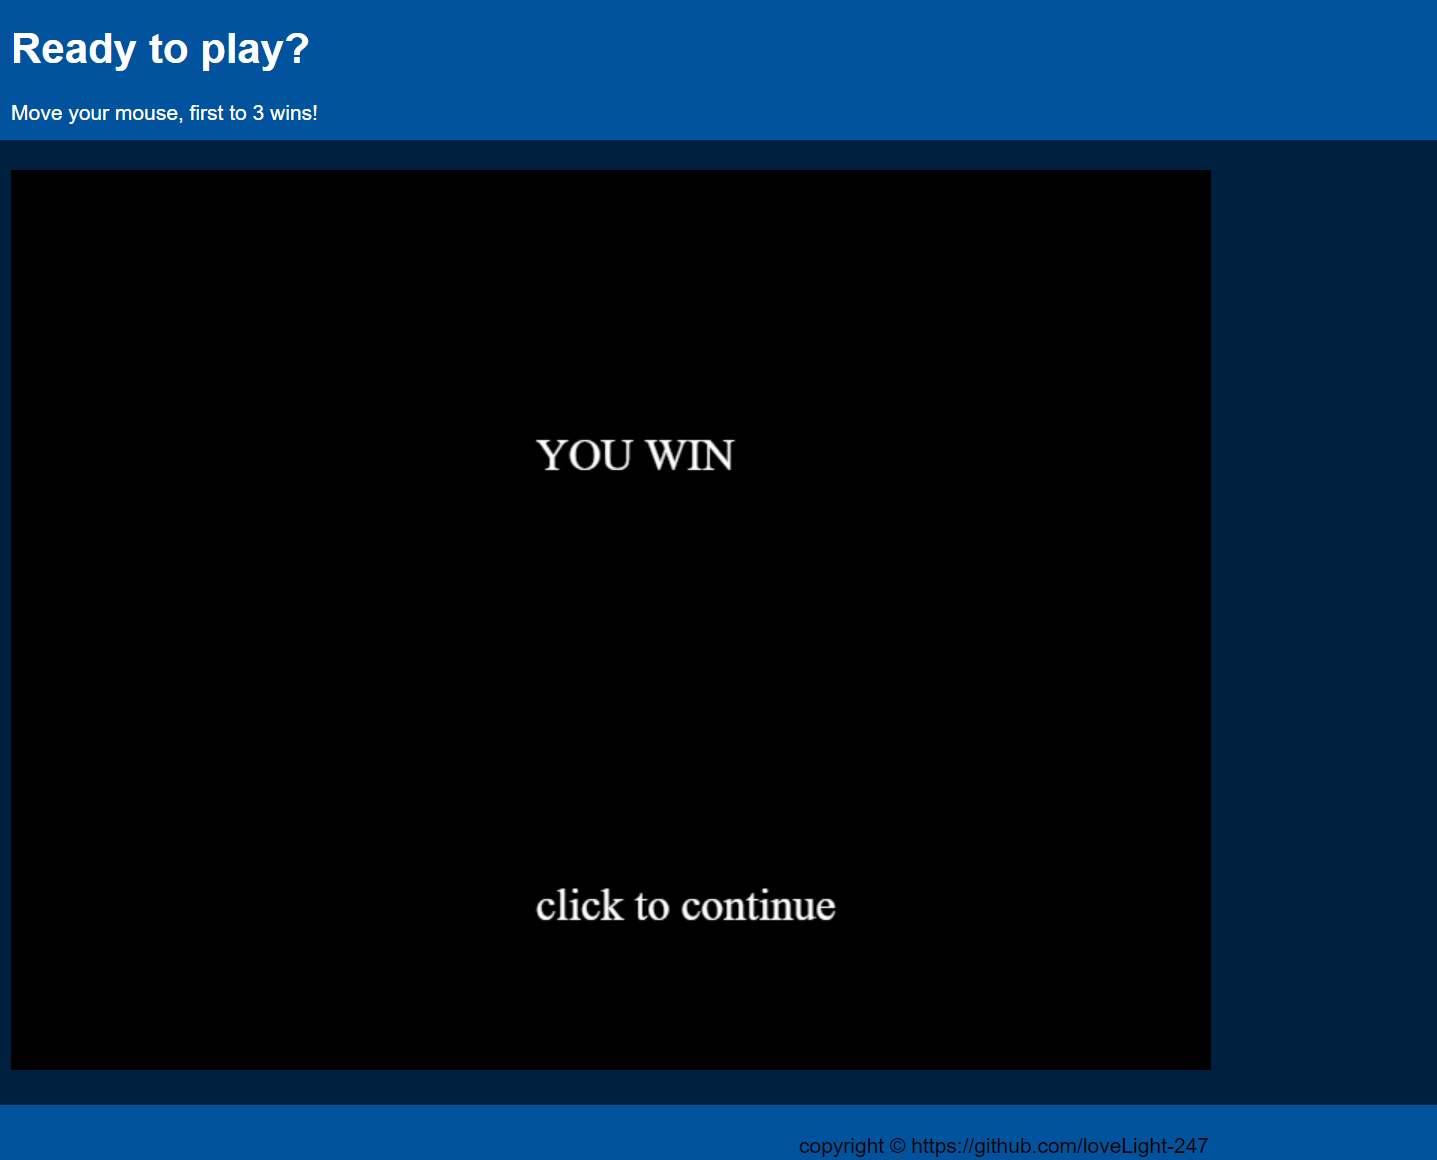 Ready to play?
Move your mouse, first to 3 wins!
YOU WIN
click to continue
copyright © https://github.com/loveLight-247